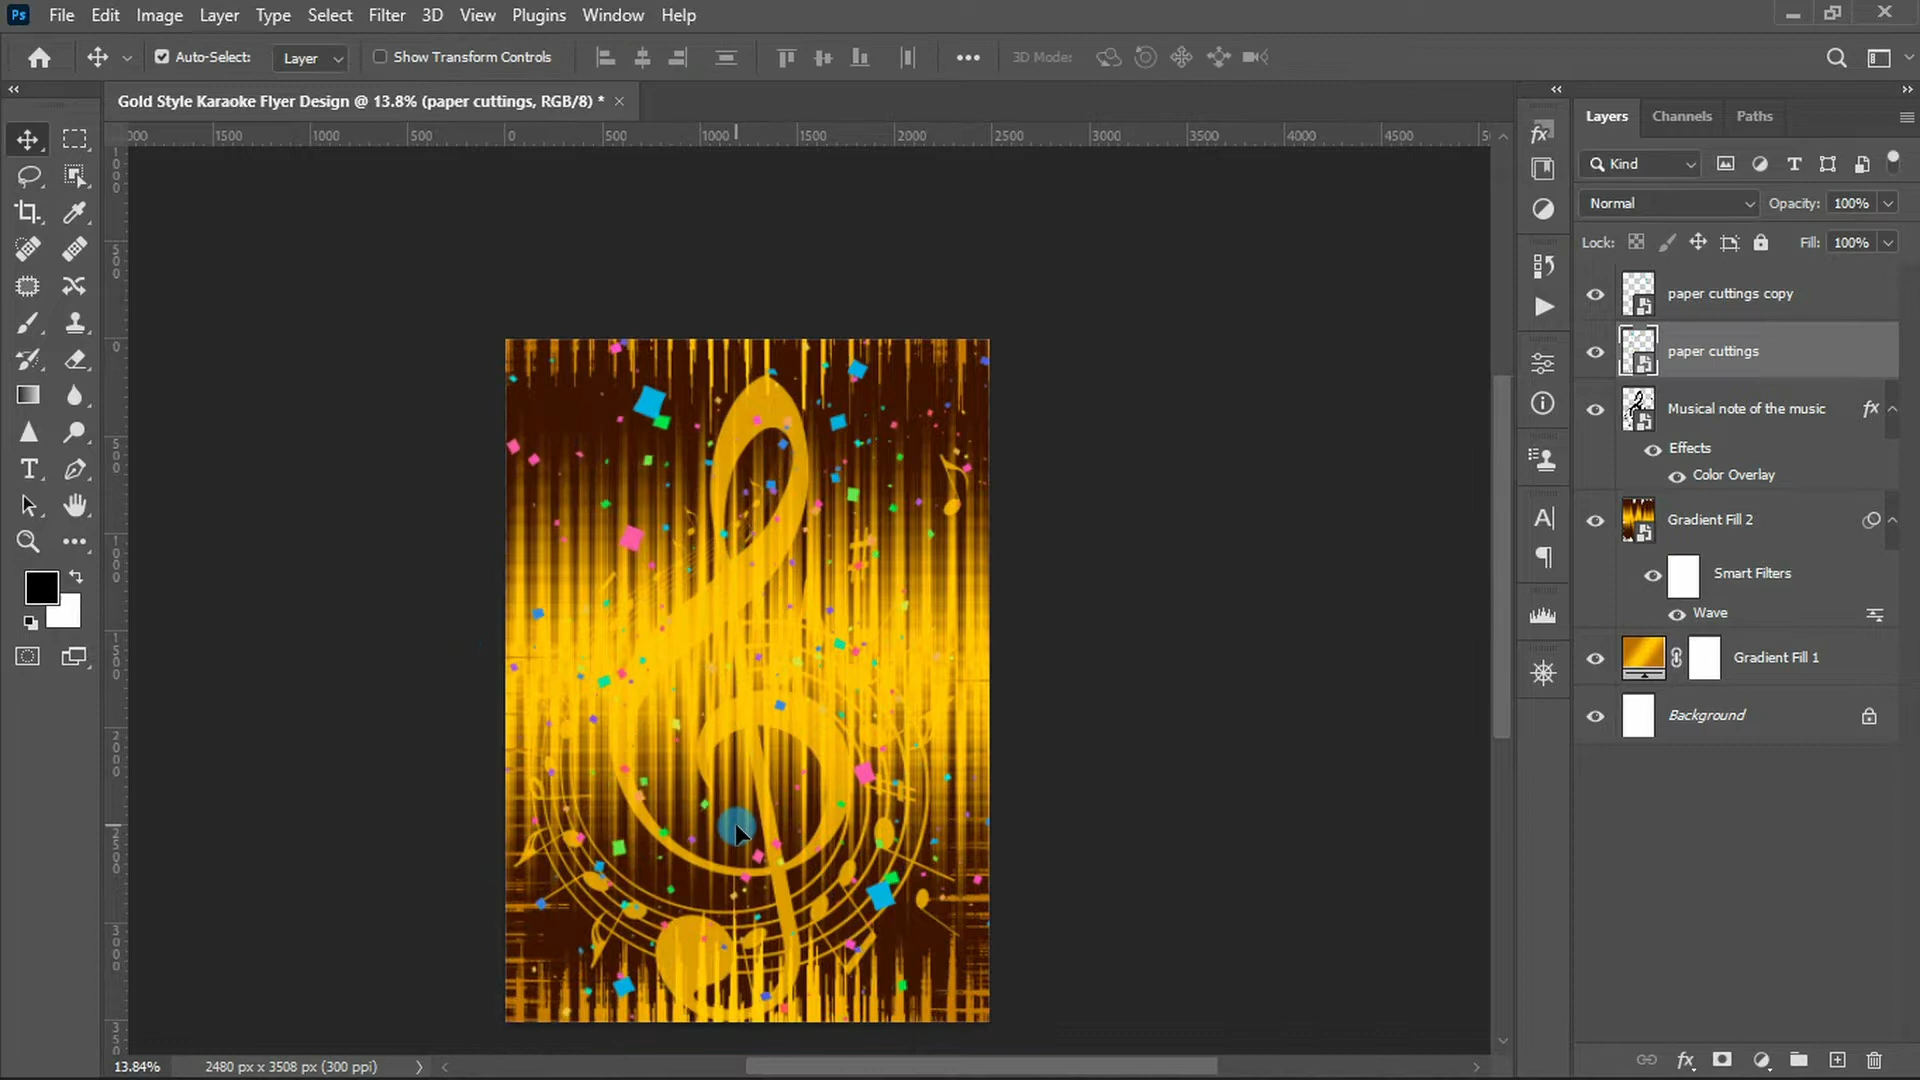 Ps File Edit Image Layer Type Select Filter 3D View Plugins Window Help
Auto-Select: Layer Show Transform Controls 3D Mode:
Gold Style Karaoke Flyer Design @ 13.8% (paper cuttings, RGB/8) *
000 1500 1000 500 0 500 1000 1500 2000 2500 3000 3500 4000 4500
Layers Channels Paths
Kind
Normal Opacity: 100%
Lock: Fill: 100%
paper cuttings copy
paper cuttings
Musical note of the music fx
Effects
Color Overlay
Gradient Fill 2
Smart Filters
Wave
Gradient Fill 1
Background
13.84% 2480 px x 3508 px (300 ppi)